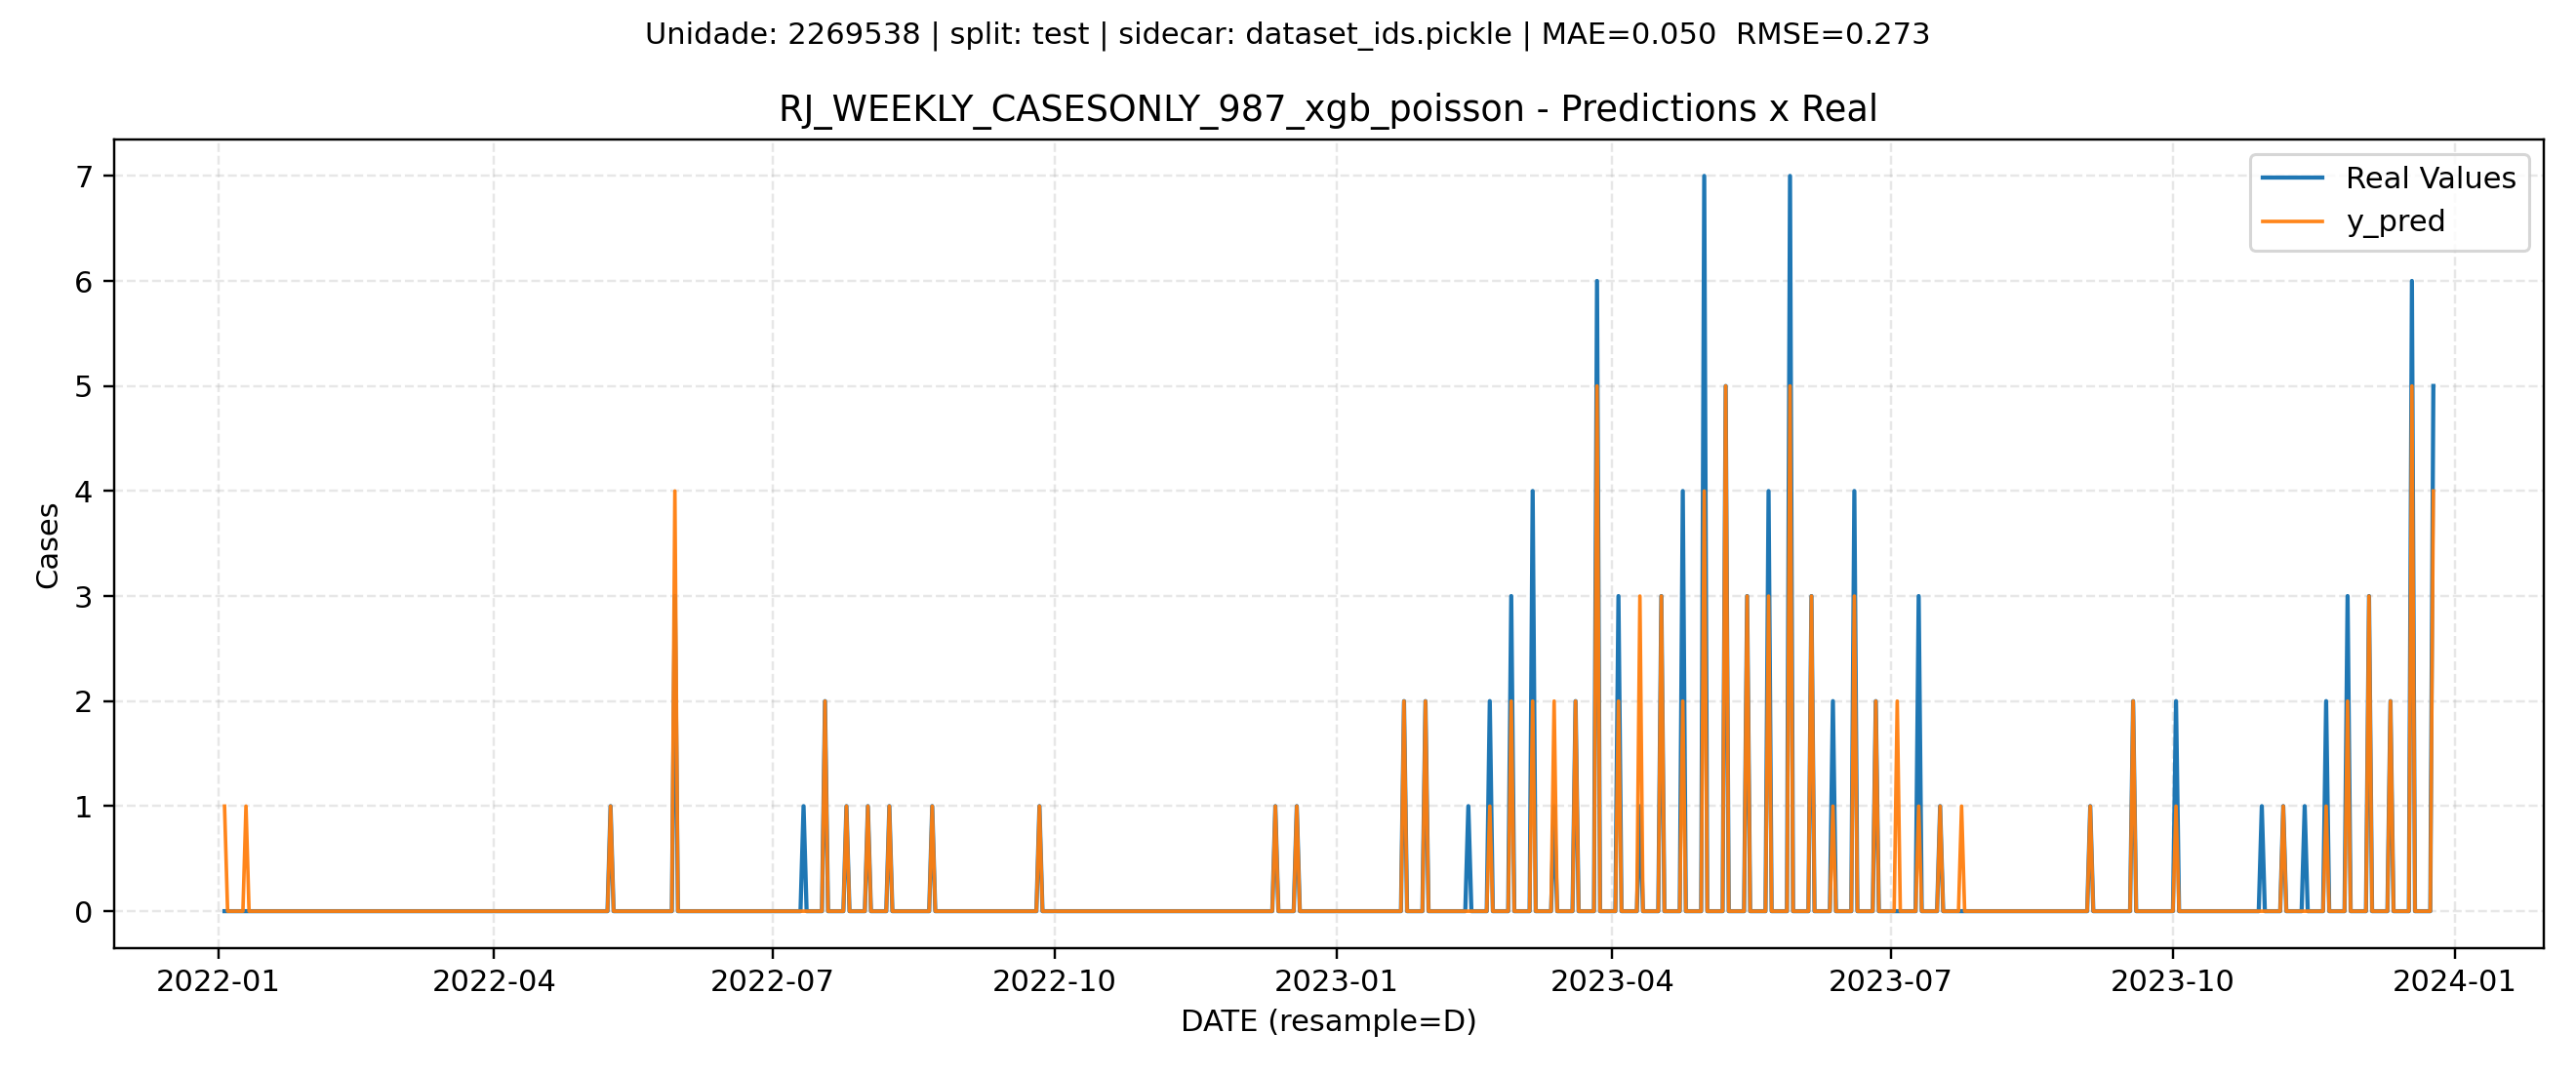 Unidade: 2269538 | split: test | sidecar: dataset_ids.pickle | MAE=0.050  RMSE=0.273
RJ_WEEKLY_CASESONLY_987_xgb_poisson - Predictions x Real
Real Values
y_pred
7
6
5
4
3
2
1
0
Cases
2022-01
2022-04
2022-07
2022-10
2023-01
2023-04
2023-07
2023-10
2024-01
DATE (resample=D)